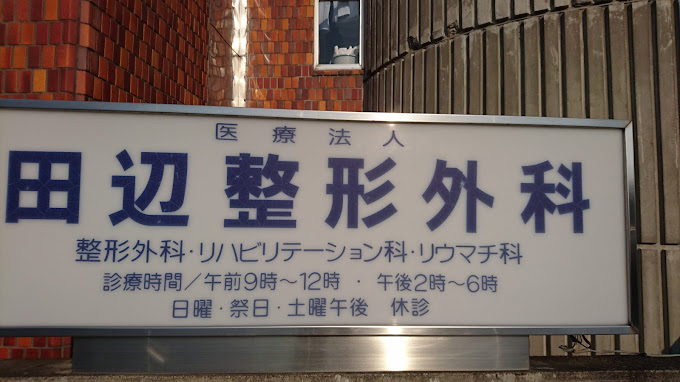 医療法人
田辺整形外科
整形外科・リハビリテーション科・リウマチ科
診療時間／午前9時～12時 ・ 午後2時～6時
日曜・祭日・土曜午後 休診